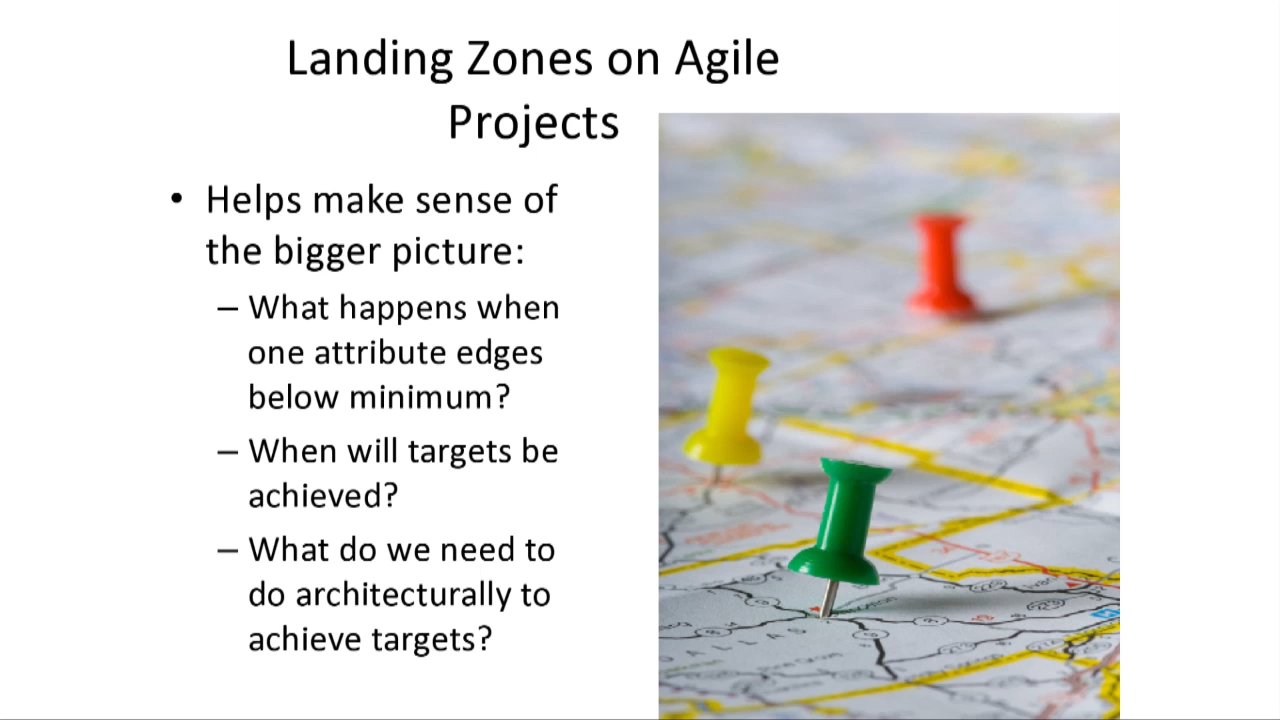 Landing Zones on Agile
Projects
• Helps make sense of
the bigger picture:
– What happens when
one attribute edges
below minimum?
– When will targets be
achieved?
– What do we need to
do architecturally to
achieve targets?
DALLAS